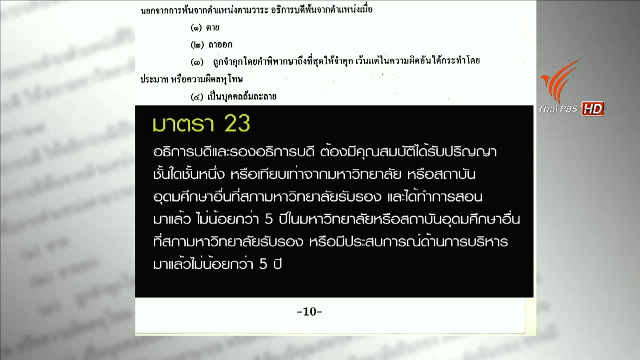 นอกจากการพ้นจากตำแหน่งตามวาระ อธิการบดีพ้นจากตำแหน่งเมื่อ
(๑) ตาย
(๒) ลาออก
(๓) ถูกจำคุกโดยคำพิพากษาถึงที่สุดให้จำคุก เว้นแต่ในความผิดอันได้กระทำโดย
ประมาท หรือความผิดลหุโทษ
(๔) เป็นบุคคลล้มละลาย
Thai PBS HD
มาตรา 23
อธิการบดีและรองอธิการบดี ต้องมีคุณสมบัติได้รับปริญญา
ชั้นใดชั้นหนึ่ง หรือเทียบเท่าจากมหาวิทยาลัย หรือสถาบัน
อุดมศึกษาอื่นที่สภามหาวิทยาลัยรับรอง และได้ทำการสอน
มาแล้ว ไม่น้อยกว่า 5 ปีในมหาวิทยาลัยหรือสถาบันอุดมศึกษาอื่น
ที่สภามหาวิทยาลัยรับรอง หรือมีประสบการณ์ด้านการบริหาร
มาแล้วไม่น้อยกว่า 5 ปี
-10-